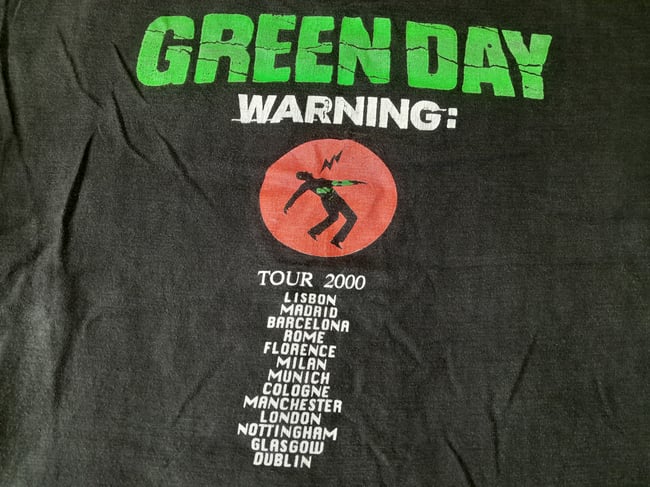 GREEN DAY
WARNING:
TOUR 2000
LISBON
MADRID
BARCELONA
ROME
FLORENCE
MILAN
MUNICH
COLOGNE
MANCHESTER
LONDON
NOTTINGHAM
GLASGOW
DUBLIN